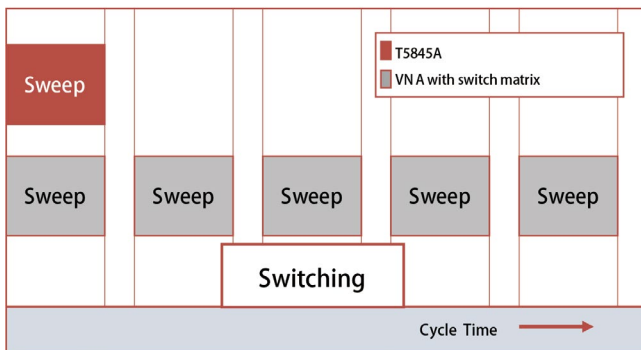 T5845A
Sweep
VN A with switch matrix
Sweep Sweep Sweep Sweep Sweep
Switching
Cycle Time